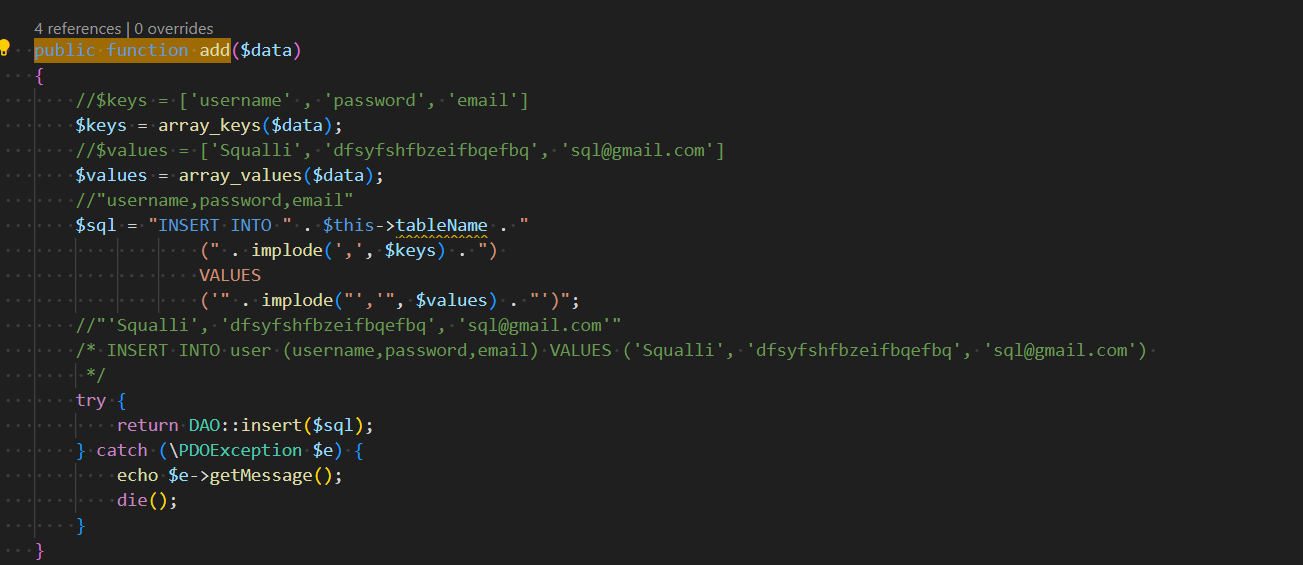 4 references | 0 overrides
public function add($data)
{
//$keys = ['username' , 'password', 'email']
$keys = array_keys($data);
//$values = ['Squalli', 'dfsyfshfbzeifbqefbq', 'sql@gmail.com']
$values = array_values($data);
//"username,password,email"
$sql = "INSERT INTO " . $this->tableName . "
(" . implode(',', $keys) . ")
VALUES
('" . implode("','", $values) . "')";
//"'Squalli', 'dfsyfshfbzeifbqefbq', 'sql@gmail.com'"
/* INSERT INTO user (username,password,email) VALUES ('Squalli', 'dfsyfshfbzeifbqefbq', 'sql@gmail.com')
*/
try {
return DAO::insert($sql);
} catch (\PDOException $e) {
echo $e->getMessage();
die();
}
}